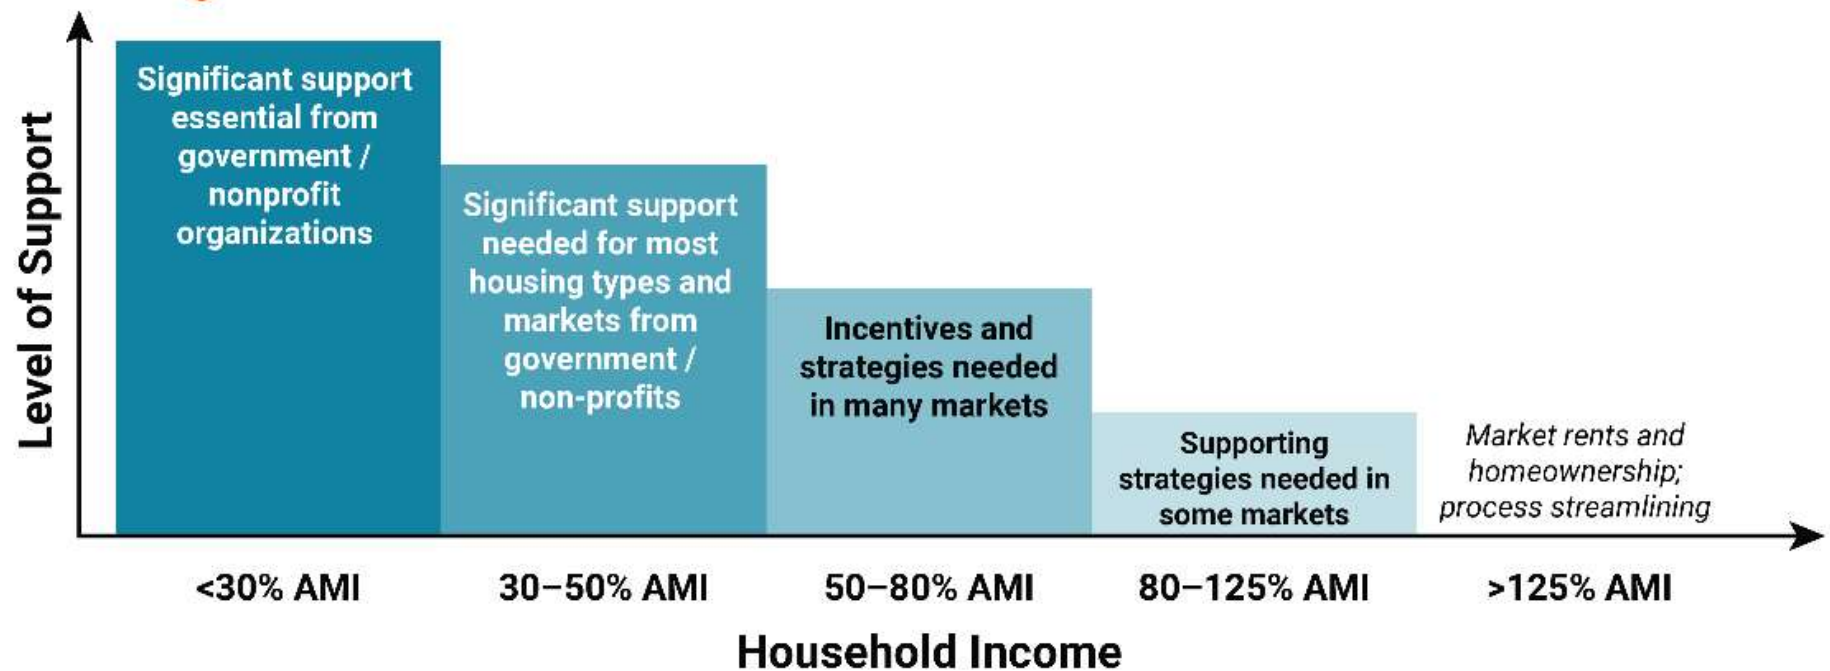 Level of Support
Significant support
essential from
government /
nonprofit
organizations
Significant support
needed for most
housing types and
markets from
government /
non-profits
Incentives and
strategies needed
in many markets
Supporting
strategies needed in
some markets
Market rents and
homeownership;
process streamlining
<30% AMI
30–50% AMI
50–80% AMI
80–125% AMI
>125% AMI
Household Income